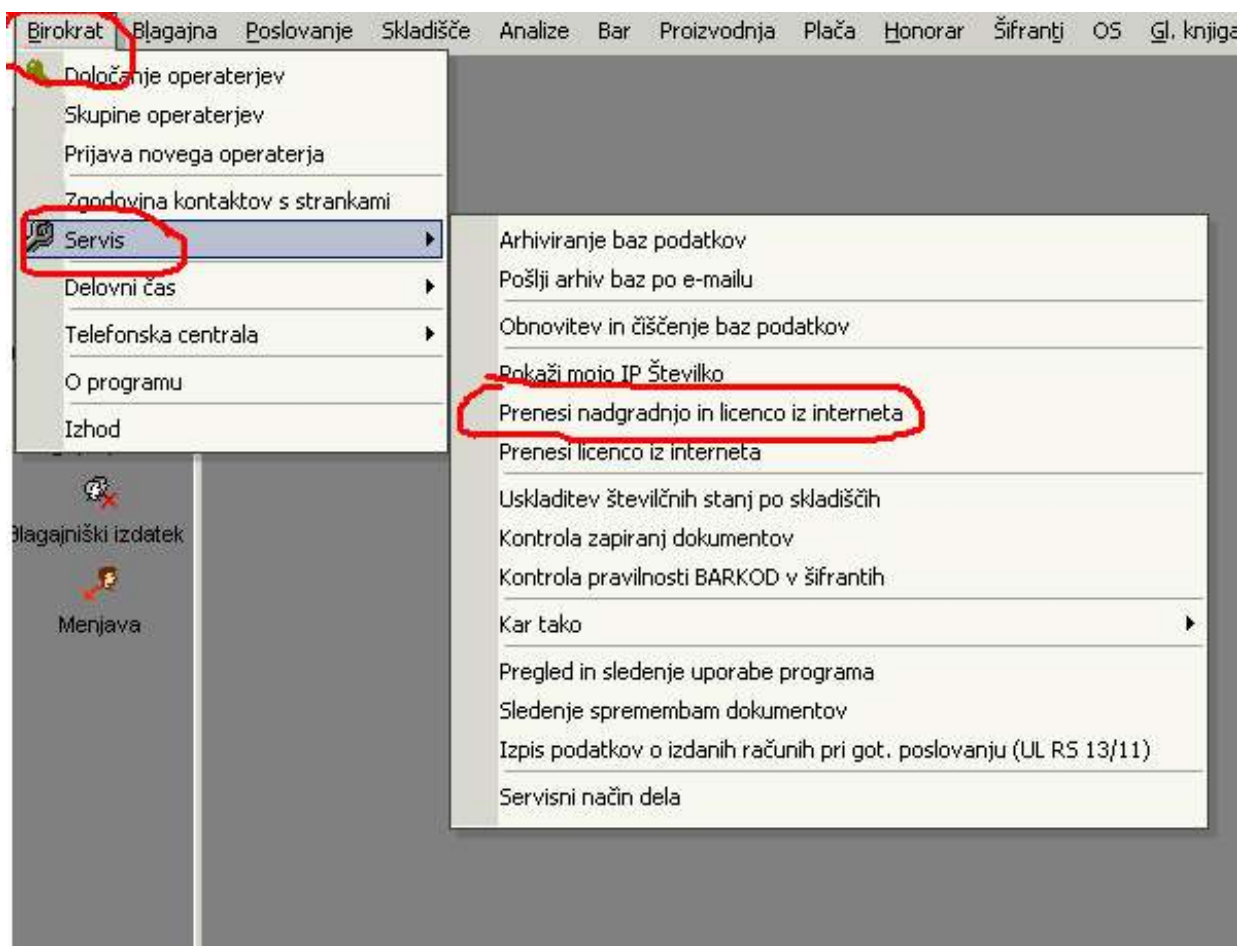 Birokrat Blagajna Poslovanje Skladišče Analize Bar Proizvodnja Plača Honorar Šifranti OS Gl. knjiga
Določanje operaterjev
Skupine operaterjev
Prijava novega operaterja
Zgodovina kontaktov s strankami
Servis
Delovni čas
Telefonska centrala
O programu
Izhod
Arhiviranje baz podatkov
Pošlji arhiv baz po e-mailu
Obnovitev in čiščenje baz podatkov
Pokaži mojo IP Številko
Prenesi nadgradnjo in licenco iz interneta
Prenesi licenco iz interneta
Uskladitev številčnih stanj po skladiščih
Kontrola zapiranj dokumentov
Kontrola pravilnosti BARKOD v šifrantih
Kar tako
Pregled in sledenje uporabe programa
Sledenje spremembam dokumentov
Izpis podatkov o izdanih računih pri got. poslovanju (UL RS 13/11)
Servisni način dela
Blagajniški izdatek
Menjava